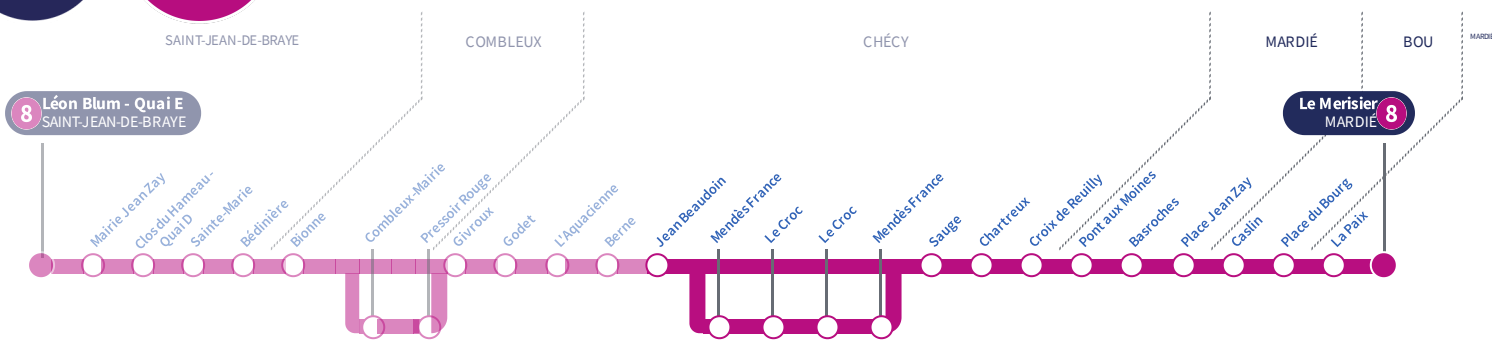 SAINT-JEAN-DE-BRAYE
COMBLEUX
CHÉCY
MARDIÉ
BOU
MARDIÉ
8 Léon Blum - Quai E
SAINT-JEAN-DE-BRAYE
Le Merisier 8
MARDIÉ
Mairie Jean Zay
Clos du Hameau -
Quai D
Sainte-Marie
Bédinière
Bionne
Combleux-Mairie
Pressoir Rouge
Givroux
Godet
L'Aquacienne
Berne
Jean Beaudoin
Mendès France
Le Croc
Le Croc
Mendès France
Sauge
Chartreux
Croix de Reuilly
Pont aux Moines
Basroches
Place Jean Zay
Caslin
Place du Bourg
La Paix